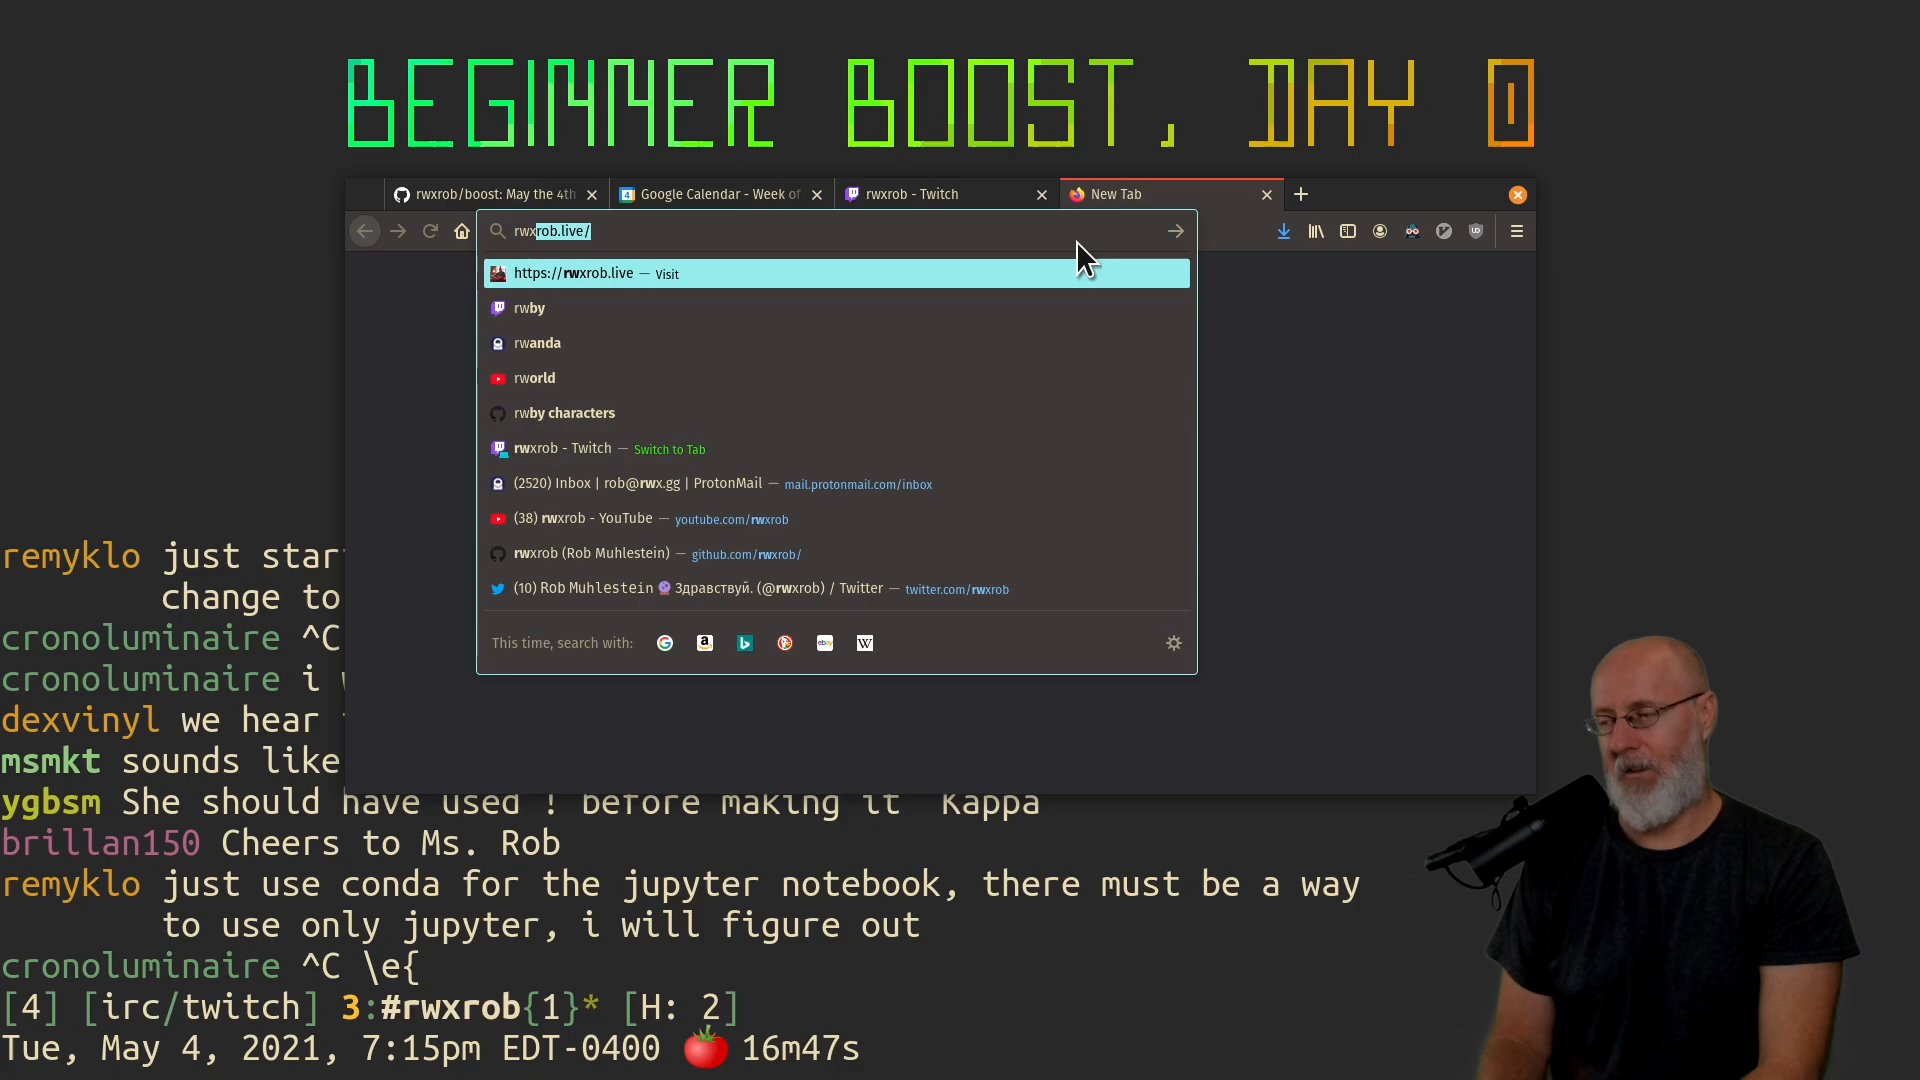 BEGINNER BOOST, DAY 0
rwxrob/boost: May the 4th
Google Calendar - Week of
rwxrob - Twitch
New Tab
rwxrob.live/
https://rwxrob.live — Visit
rwby
rwanda
rworld
rwby characters
rwxrob - Twitch — Switch to Tab
(2520) Inbox | rob@rwx.gg | ProtonMail — mail.protonmail.com/inbox
(38) rwxrob - YouTube — youtube.com/rwxrob
rwxrob (Rob Muhlestein) — github.com/rwxrob/
(10) Rob Muhlestein 🔮 Здравствуй. (@rwxrob) / Twitter — twitter.com/rwxrob
This time, search with:
remyklo just star
change to
cronoluminaire ^C
cronoluminaire i
dexvinyl we hear
msmkt sounds like
ygbsm She should have used ! before making it Kappa
brillan150 Cheers to Ms. Rob
remyklo just use conda for the jupyter notebook, there must be a way
to use only jupyter, i will figure out
cronoluminaire ^C \e{
[4] [irc/twitch] 3:#rwxrob{1}* [H: 2]
Tue, May 4, 2021, 7:15pm EDT-0400 🍅 16m47s